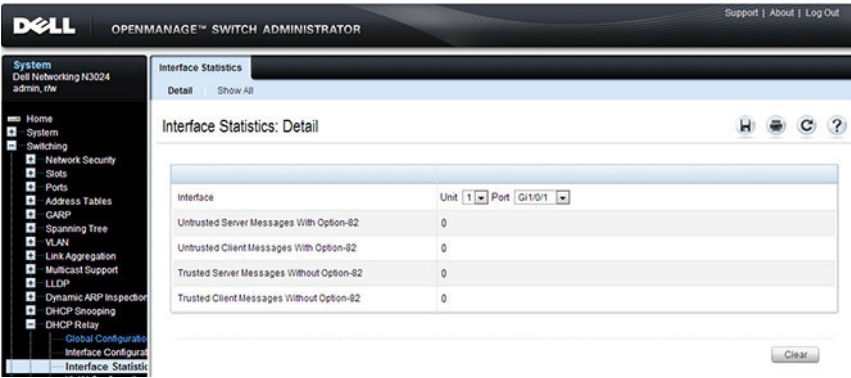 Support | About | Log Out
DELL OPENMANAGE™ SWITCH ADMINISTRATOR
System
Dell Networking N3024
admin, r/w
Home
System
Switching
Network Security
Slots
Ports
Address Tables
GARP
Spanning Tree
VLAN
Link Aggregation
Multicast Support
LLDP
Dynamic ARP Inspection
DHCP Snooping
DHCP Relay
Global Configuratio
Interface Configurat
Interface Statistic
Interface Statistics
Detail Show All
Interface Statistics: Detail
Interface Unit 1 Port Gi1/0/1
Untrusted Server Messages With Option-82 0
Untrusted Client Messages With Option-82 0
Trusted Server Messages Without Option-82 0
Trusted Client Messages Without Option-82 0
Clear